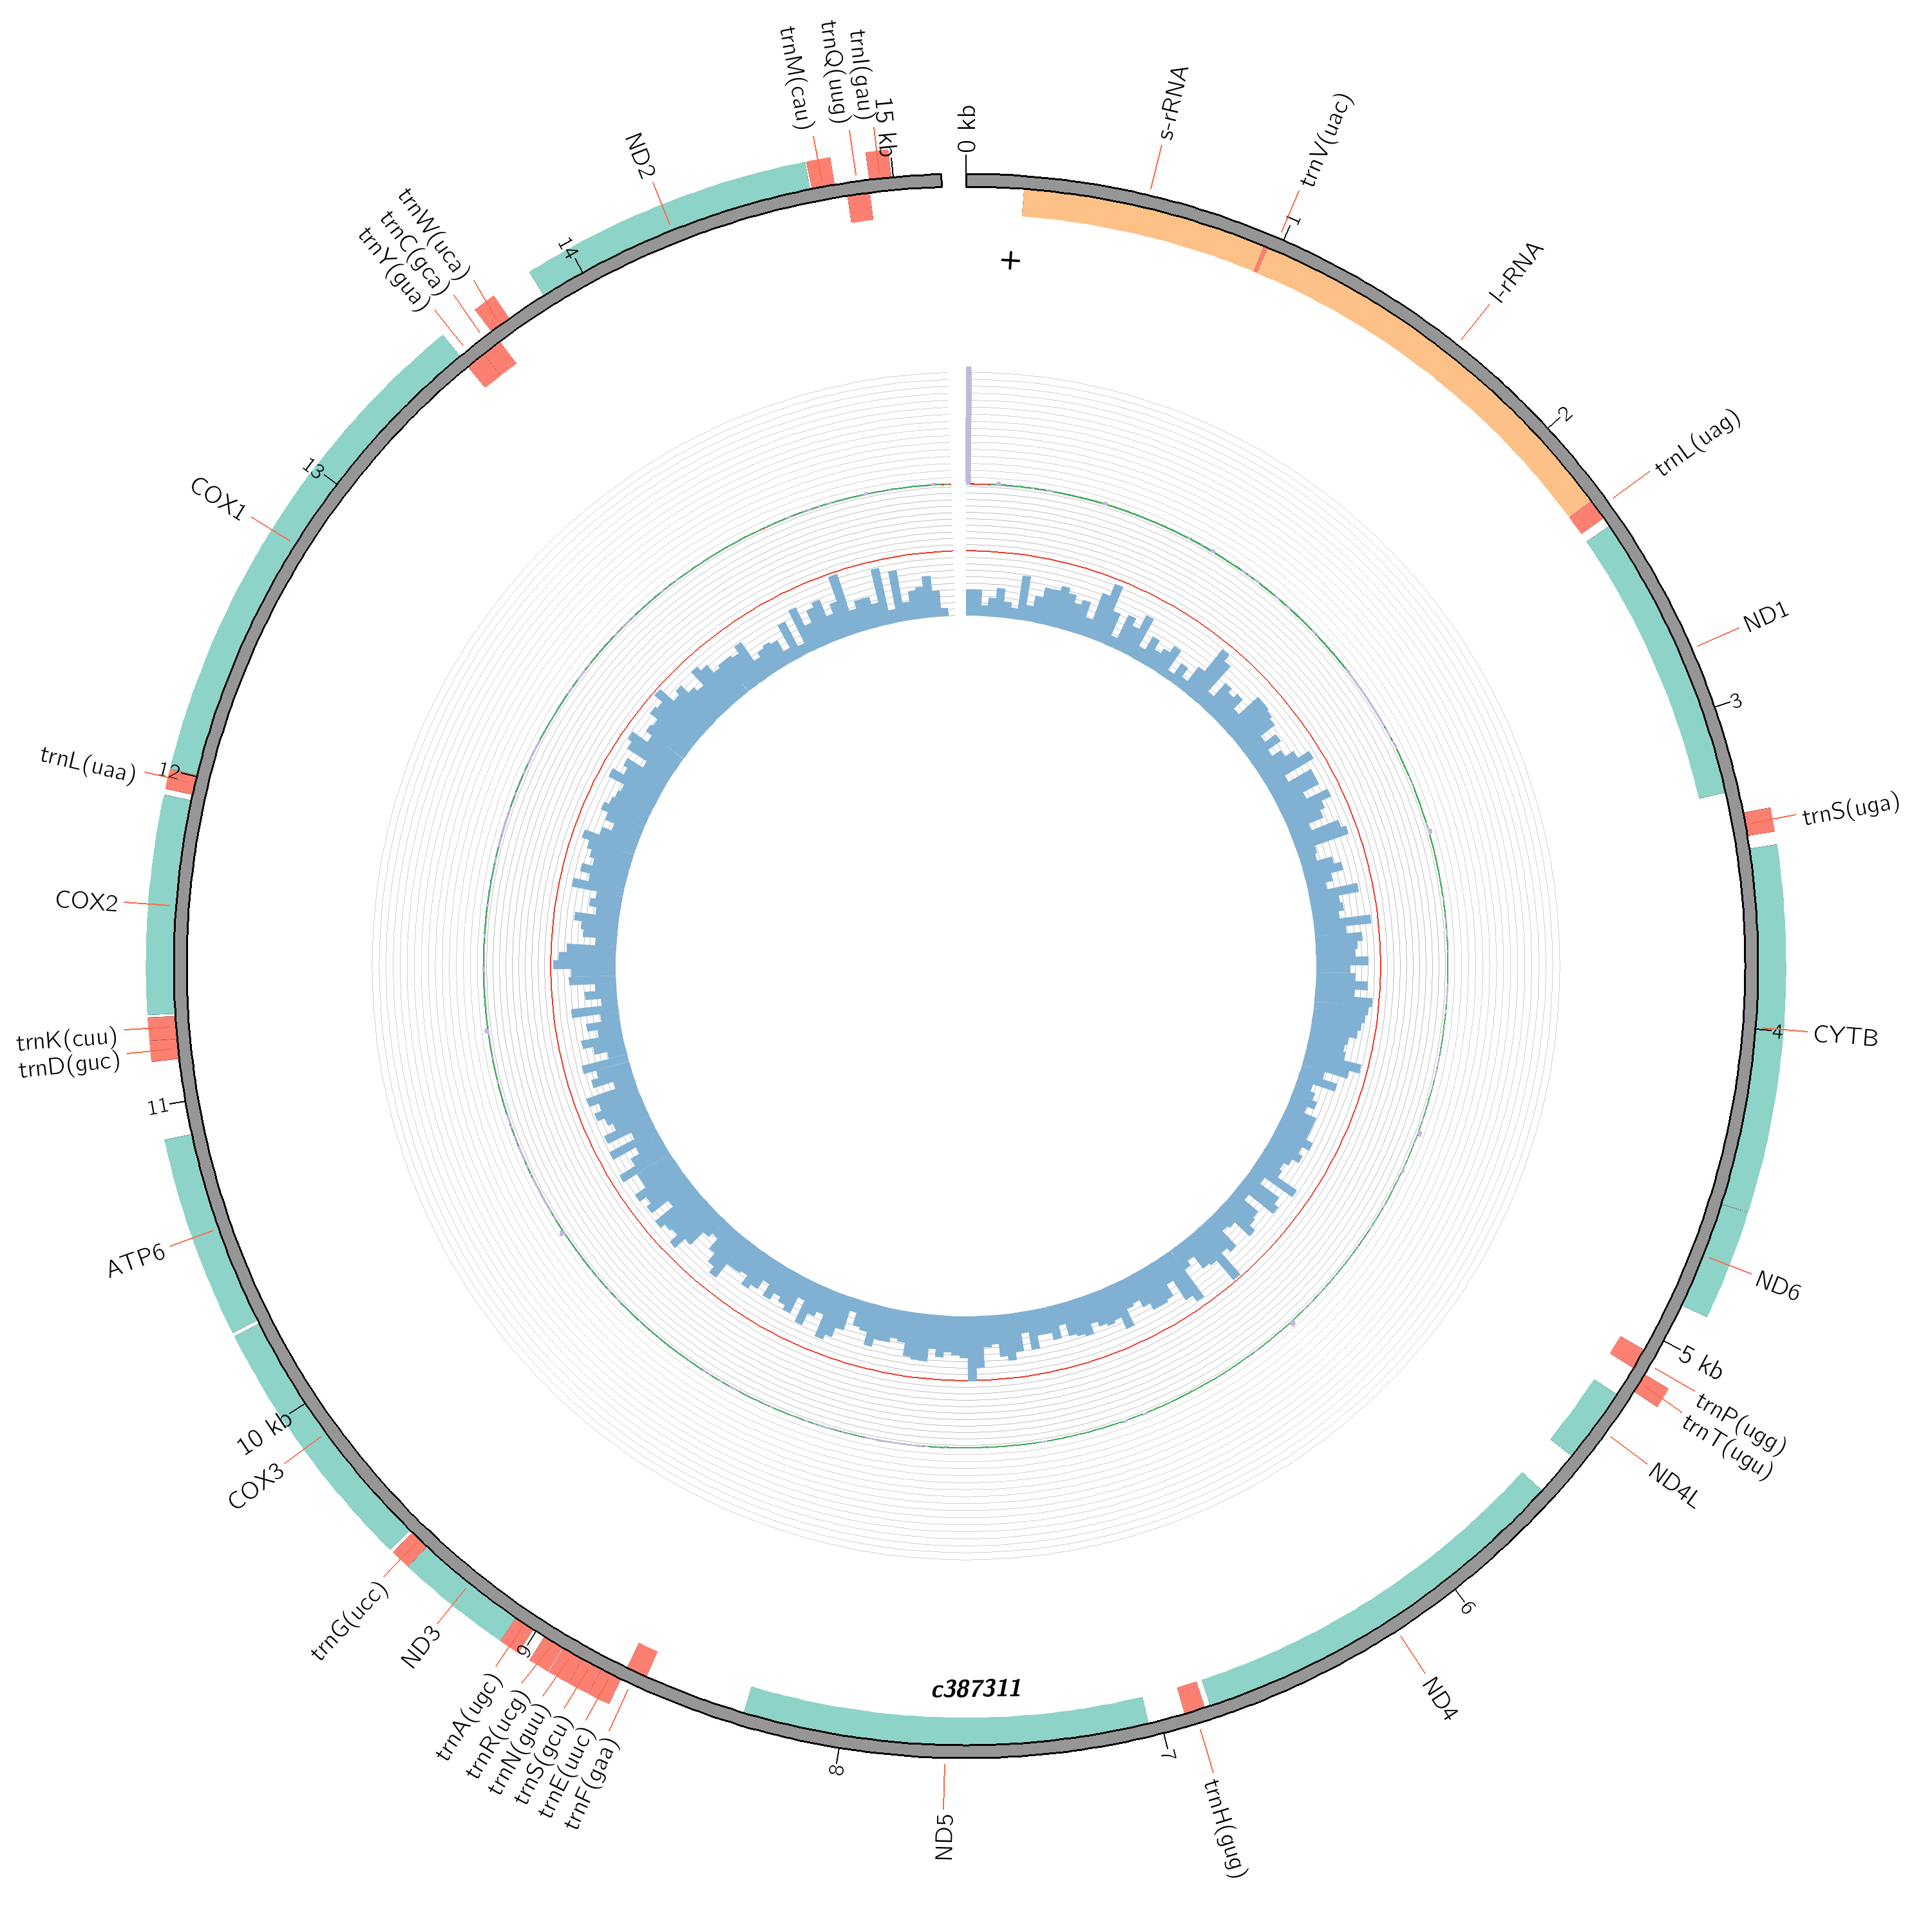 0 kb
s-rRNA
trnV(uac)
1
l-rRNA
2
trnL(uag)
ND1
3
trnS(uga)
CYTB
4
ND6
5 kb
trnP(ugg)
trnT(ugu)
ND4L
6
ND4
7
trnH(gug)
ND5
8
trnF(gaa)
trnE(uuc)
trnS(gcu)
trnN(guu)
trnR(ucg)
trnA(ugc)
9
ND3
trnG(ucc)
COX3
10 kb
ATP6
11
trnD(guc)
trnK(cuu)
COX2
trnL(uaa)
12
COX1
13
trnY(gua)
trnC(gca)
trnW(uca)
14
ND2
trnM(cau)
trnQ(uug)
trnI(gau)
15 kb
+
c387311